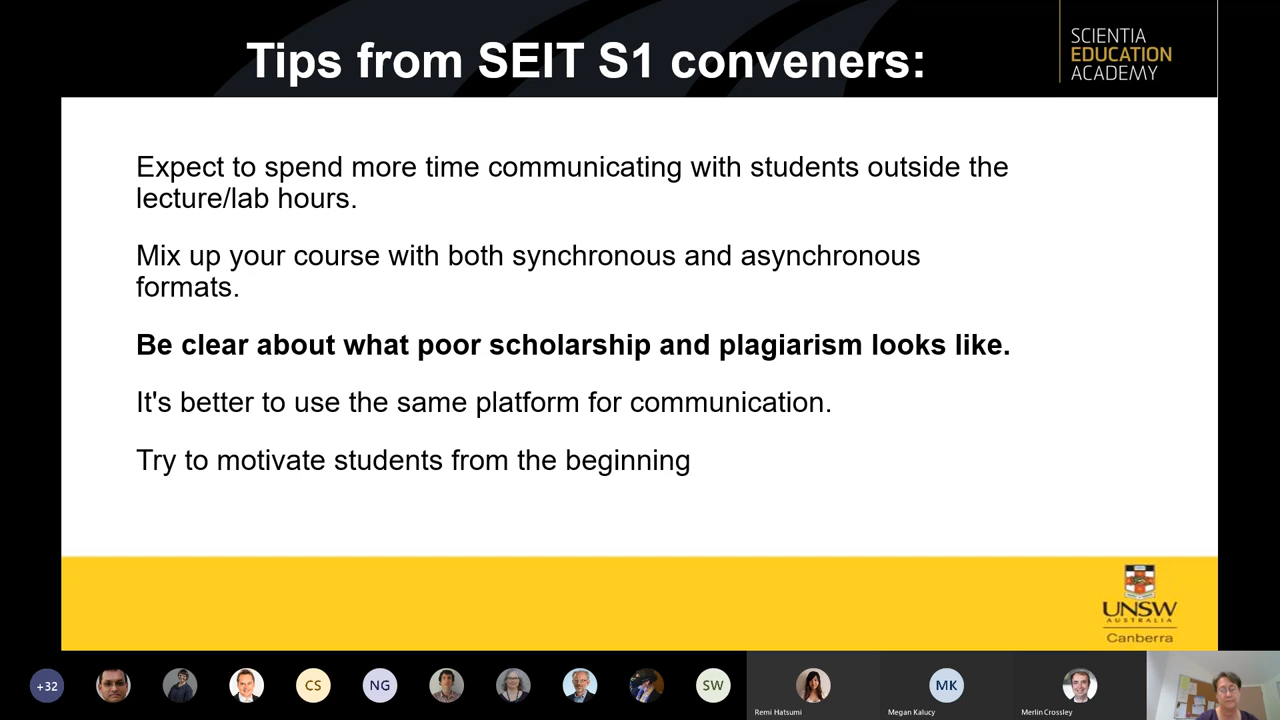 Tips from SEIT S1 conveners:
SCIENTIA
EDUCATION
ACADEMY
Expect to spend more time communicating with students outside the
lecture/lab hours.
Mix up your course with both synchronous and asynchronous
formats.
Be clear about what poor scholarship and plagiarism looks like.
It's better to use the same platform for communication.
Try to motivate students from the beginning
UNSW
AUSTRALIA
Canberra
+32
CS
NG
SW
Remi Hatsumi
MK
Megan Kalucy
Merlin Crossley